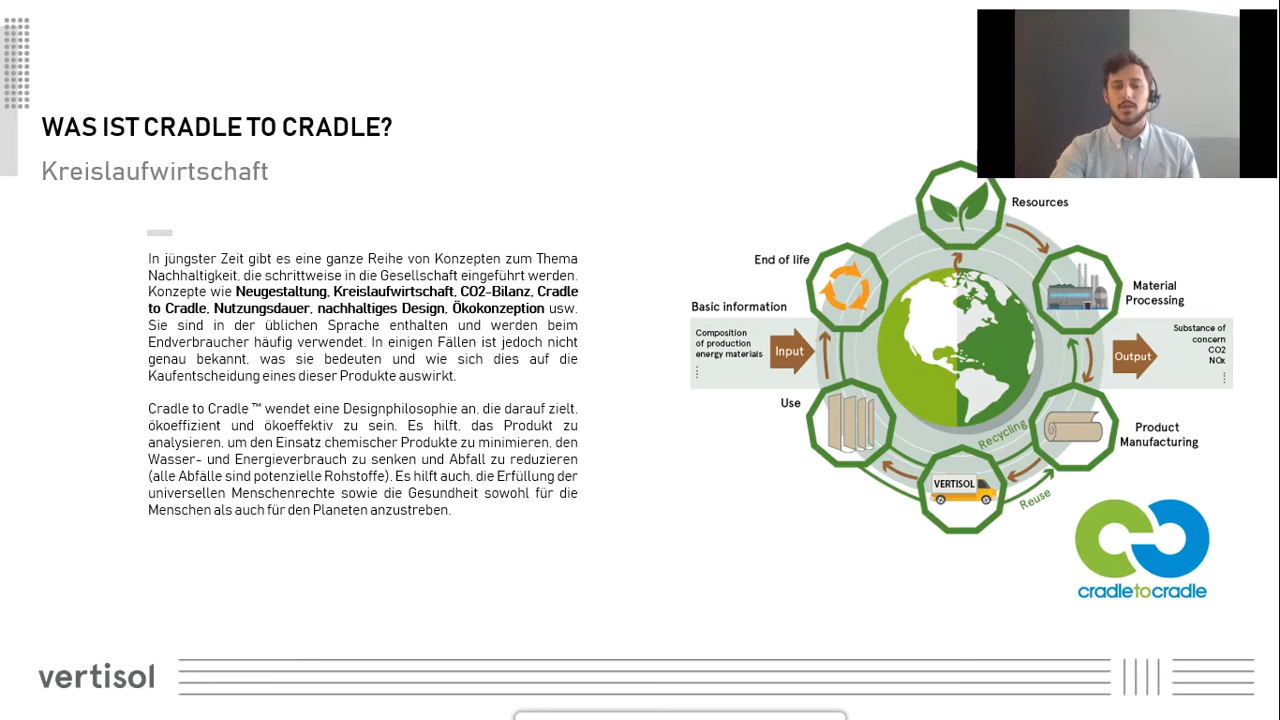 WAS IST CRADLE TO CRADLE?
Kreislaufwirtschaft
In jüngster Zeit gibt es eine ganze Reihe von Konzepten zum Thema
Nachhaltigkeit, die schrittweise in die Gesellschaft eingeführt werden.
Konzepte wie Neugestaltung, Kreislaufwirtschaft, CO2-Bilanz, Cradle
to Cradle, Nutzungsdauer, nachhaltiges Design, Ökokonzeption usw.
Sie sind in der üblichen Sprache enthalten und werden beim
Endverbraucher häufig verwendet. In einigen Fällen ist jedoch nicht
genau bekannt, was sie bedeuten und wie sich dies auf die
Kaufentscheidung eines dieser Produkte auswirkt.
Cradle to Cradle ™ wendet eine Designphilosophie an, die darauf zielt,
ökoeffizient und ökoeffektiv zu sein. Es hilft, das Produkt zu
analysieren, um den Einsatz chemischer Produkte zu minimieren, den
Wasser- und Energieverbrauch zu senken und Abfall zu reduzieren
(alle Abfälle sind potenzielle Rohstoffe). Es hilft auch, die Erfüllung der
universellen Menschenrechte sowie die Gesundheit sowohl für die
Menschen als auch für den Planeten anzustreben.
Resources
End of life
Material
Processing
Basic information
Composition
of production
energy materials
Input
Output
Substance of
concern
CO2
NOx
Use
Recycling
Product
Manufacturing
VERTISOL
Reuse
cradletocradle
vertisol